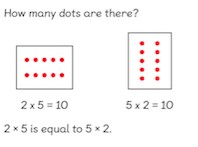 How many dots are there?
2 × 5 = 10 5 × 2 = 10
2 × 5 is equal to 5 × 2.